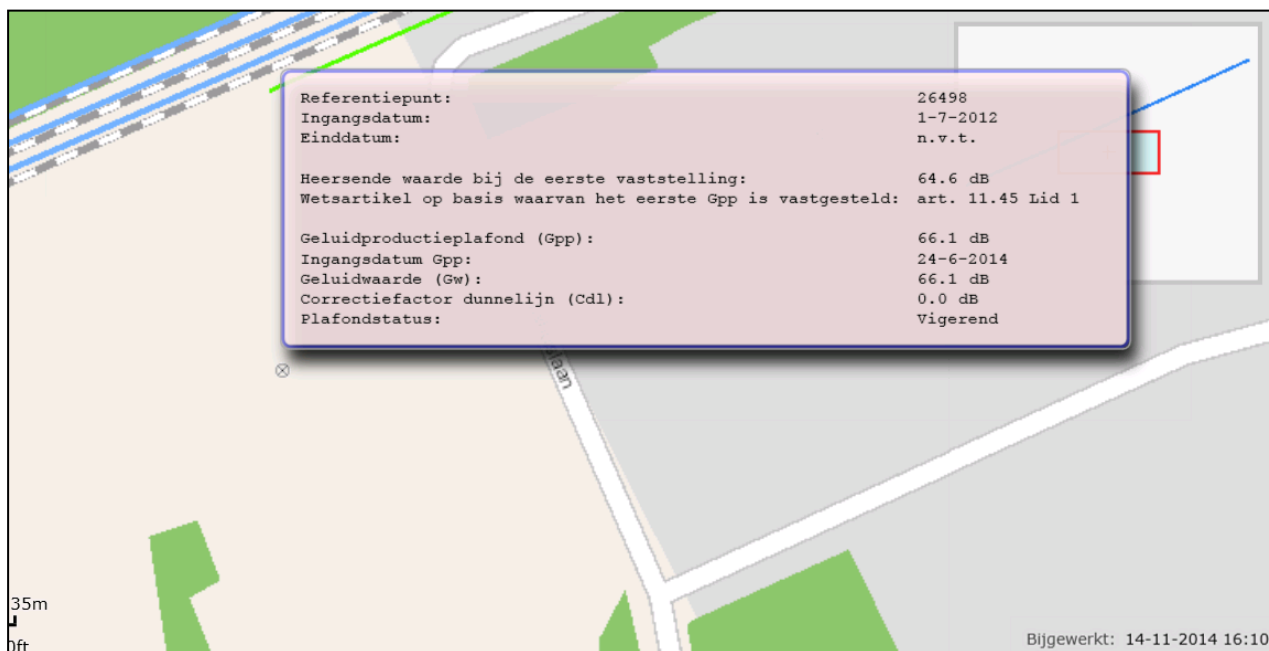 Referentiepunt: 26498
Ingangsdatum: 1-7-2012
Einddatum: n.v.t.
Heersende waarde bij de eerste vaststelling: 64.6 dB
Wetsartikel op basis waarvan het eerste Gpp is vastgesteld: art. 11.45 Lid 1
Geluidproductieplafond (Gpp): 66.1 dB
Ingangsdatum Gpp: 24-6-2014
Geluidwaarde (Gw): 66.1 dB
Correctiefactor dunnelijn (Cdl): 0.0 dB
Plafondstatus: Vigerend
laan
35m
0ft
Bijgewerkt: 14-11-2014 16:10